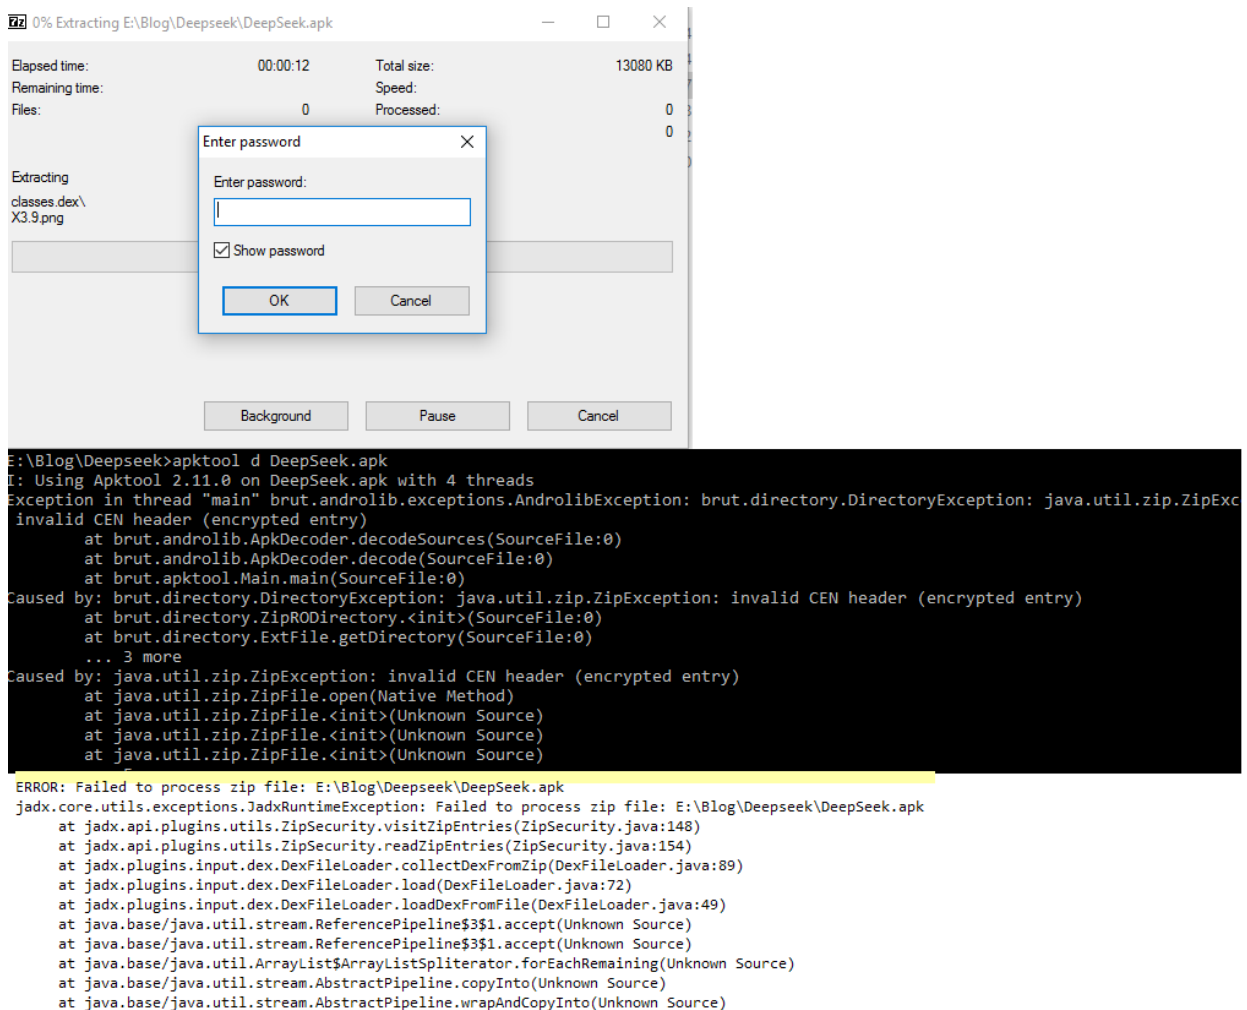 7z 0% Extracting E:\Blog\Deepseek\DeepSeek.apk
Elapsed time: 00:00:12 Total size: 13080 KB
Remaining time: Speed:
Files: 0 Processed: 0
0
Enter password
Enter password:
Extracting
classes.dex\
X3.9.png
Show password
OK Cancel
Background Pause Cancel
E:\Blog\Deepseek>apktool d DeepSeek.apk
I: Using Apktool 2.11.0 on DeepSeek.apk with 4 threads
Exception in thread "main" brut.androlib.exceptions.AndrolibException: brut.directory.DirectoryException: java.util.zip.ZipExc
invalid CEN header (encrypted entry)
at brut.androlib.ApkDecoder.decodeSources(SourceFile:0)
at brut.androlib.ApkDecoder.decode(SourceFile:0)
at brut.apktool.Main.main(SourceFile:0)
Caused by: brut.directory.DirectoryException: java.util.zip.ZipException: invalid CEN header (encrypted entry)
at brut.directory.ZipRODirectory.<init>(SourceFile:0)
at brut.directory.ExtFile.getDirectory(SourceFile:0)
... 3 more
Caused by: java.util.zip.ZipException: invalid CEN header (encrypted entry)
at java.util.zip.ZipFile.open(Native Method)
at java.util.zip.ZipFile.<init>(Unknown Source)
at java.util.zip.ZipFile.<init>(Unknown Source)
at java.util.zip.ZipFile.<init>(Unknown Source)
ERROR: Failed to process zip file: E:\Blog\Deepseek\DeepSeek.apk
jadx.core.utils.exceptions.JadxRuntimeException: Failed to process zip file: E:\Blog\Deepseek\DeepSeek.apk
at jadx.api.plugins.utils.ZipSecurity.visitZipEntries(ZipSecurity.java:148)
at jadx.api.plugins.utils.ZipSecurity.readZipEntries(ZipSecurity.java:154)
at jadx.plugins.input.dex.DexFileLoader.collectDexFromZip(DexFileLoader.java:89)
at jadx.plugins.input.dex.DexFileLoader.load(DexFileLoader.java:72)
at jadx.plugins.input.dex.DexFileLoader.loadDexFromFile(DexFileLoader.java:49)
at java.base/java.util.stream.ReferencePipeline$3$1.accept(Unknown Source)
at java.base/java.util.stream.ReferencePipeline$3$1.accept(Unknown Source)
at java.base/java.util.ArrayList$ArrayListSpliterator.forEachRemaining(Unknown Source)
at java.base/java.util.stream.AbstractPipeline.copyInto(Unknown Source)
at java.base/java.util.stream.AbstractPipeline.wrapAndCopyInto(Unknown Source)